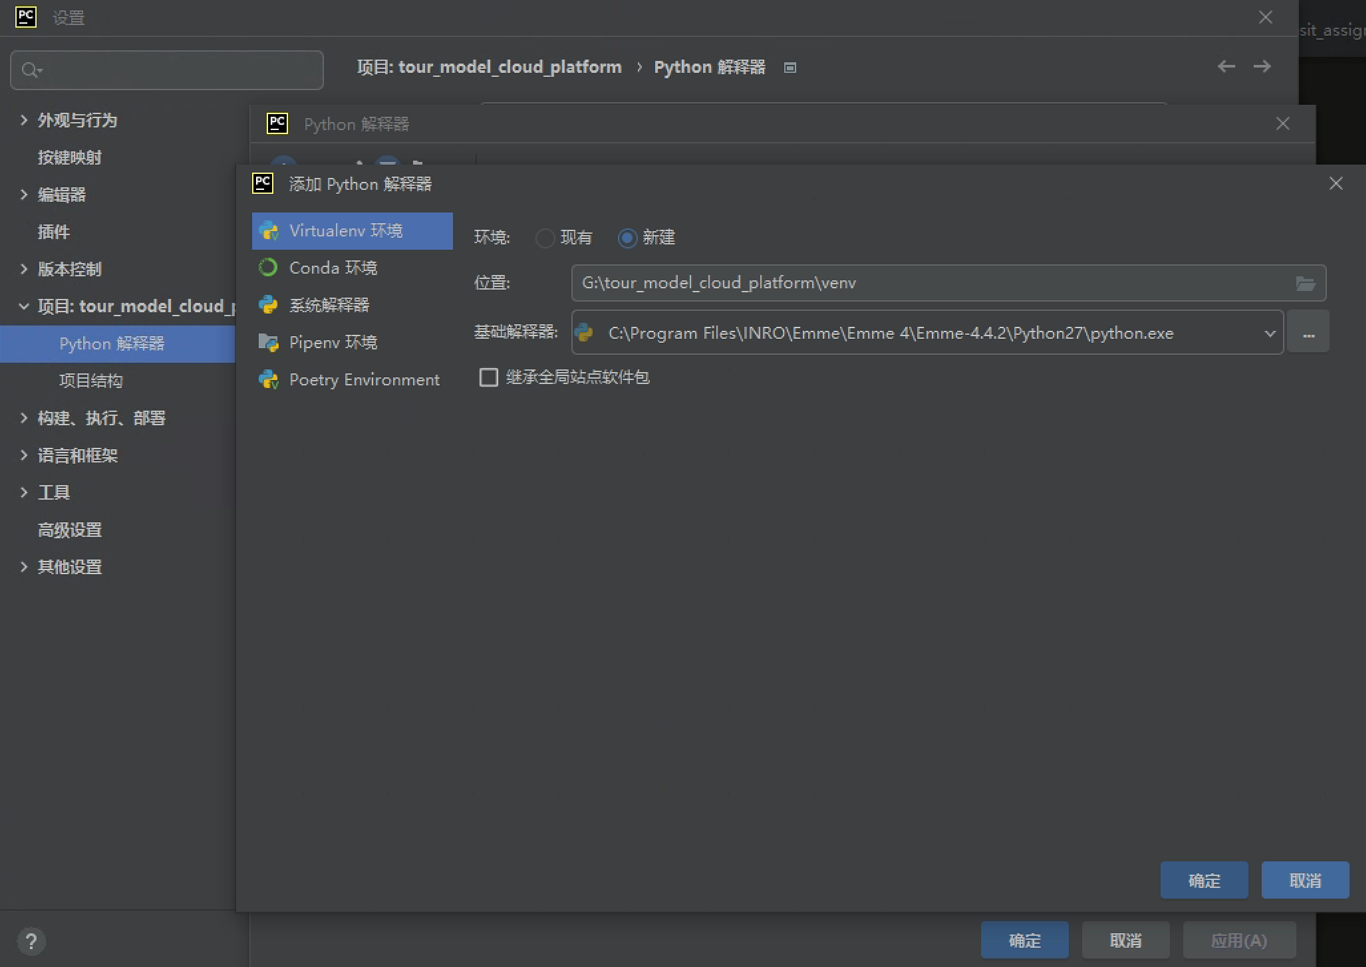 PC 设置
sit_assig
项目: tour_model_cloud_platform › Python 解释器
外观与行为
按键映射
编辑器
插件
版本控制
项目: tour_model_cloud_p
Python 解释器
项目结构
构建、执行、部署
语言和框架
工具
高级设置
其他设置
?
PC Python 解释器
PC 添加 Python 解释器
Virtualenv 环境
Conda 环境
系统解释器
Pipenv 环境
Poetry Environment
环境: 现有 新建
位置: G:\tour_model_cloud_platform\venv
基础解释器: C:\Program Files\INRO\Emme\Emme 4\Emme-4.4.2\Python27\python.exe ...
继承全局站点软件包
确定 取消
确定 取消 应用(A)